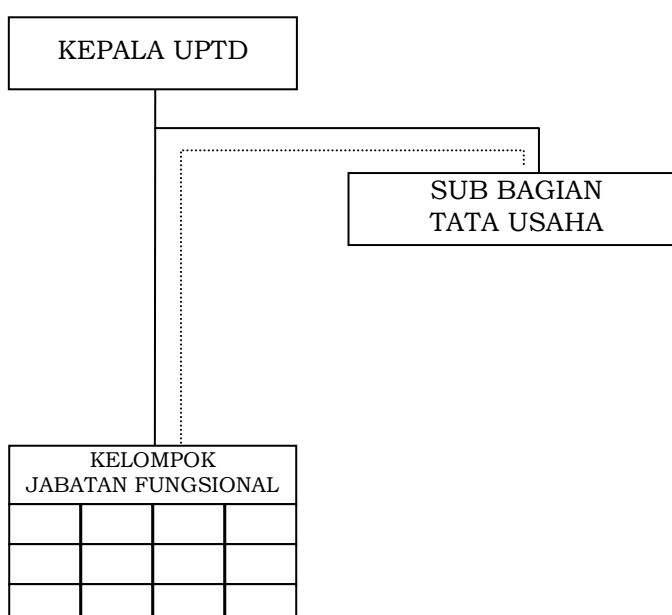 KEPALA UPTD
SUB BAGIAN
TATA USAHA
KELOMPOK
JABATAN FUNGSIONAL